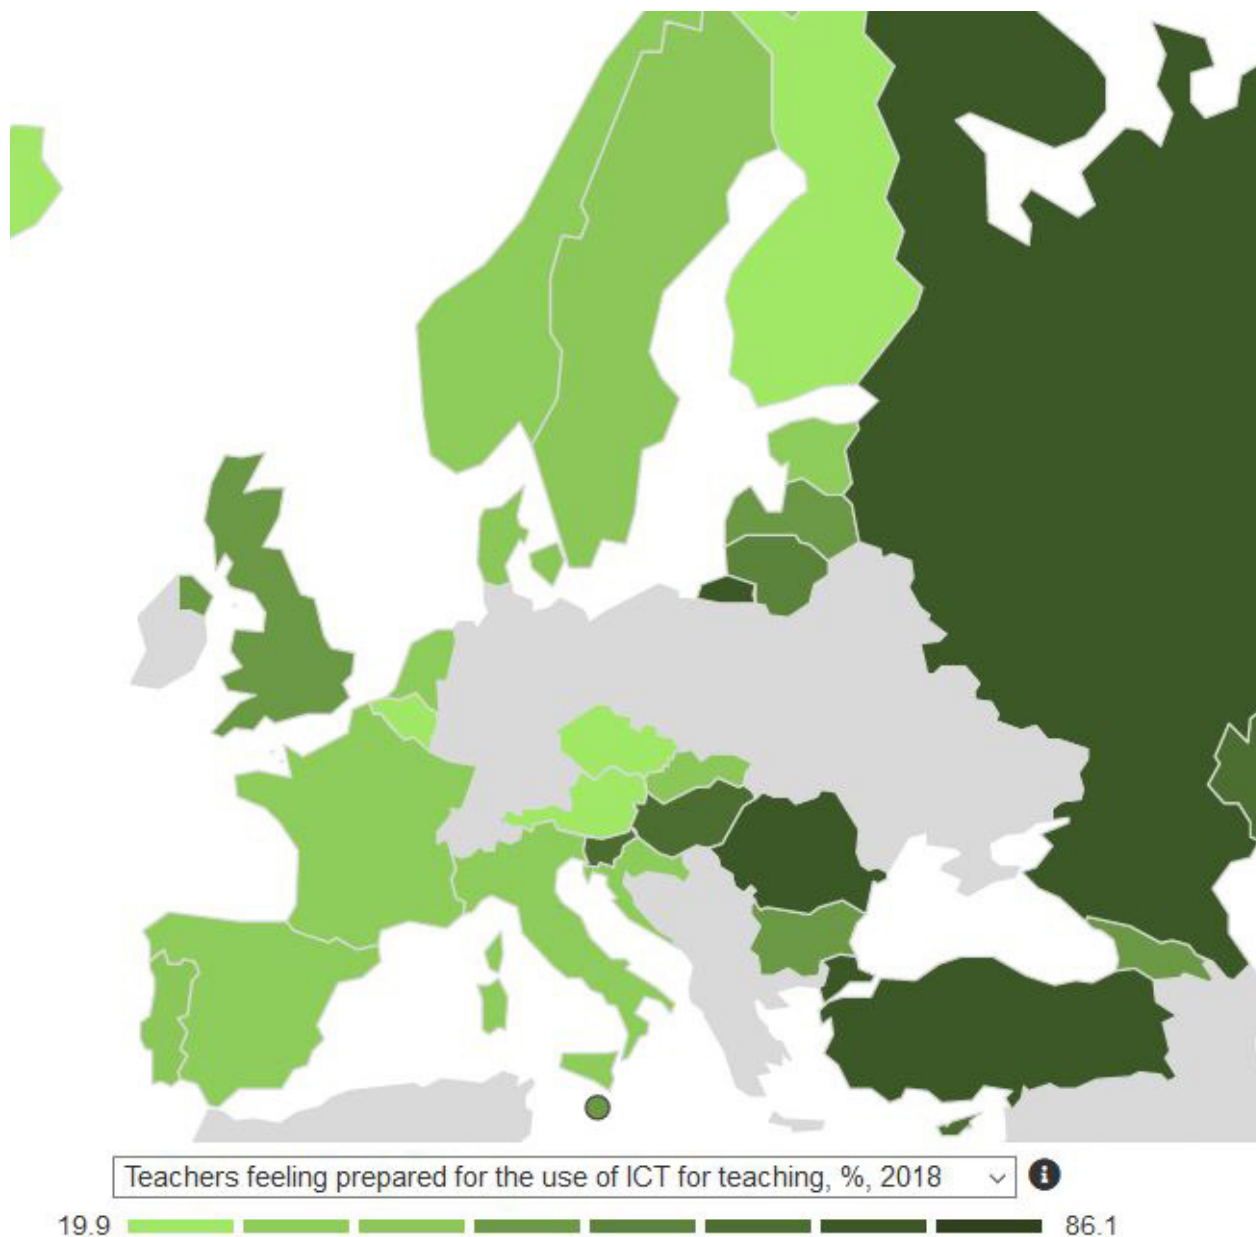 Teachers feeling prepared for the use of ICT for teaching, %, 2018
19.9 86.1